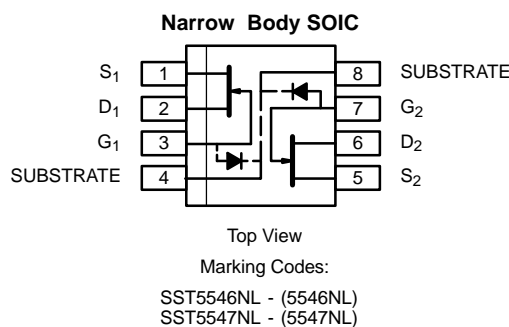 Narrow Body SOIC
S1 1 8 SUBSTRATE
D1 2 7 G2
G1 3 6 D2
SUBSTRATE 4 5 S2
Top View
Marking Codes:
SST5546NL - (5546NL)
SST5547NL - (5547NL)